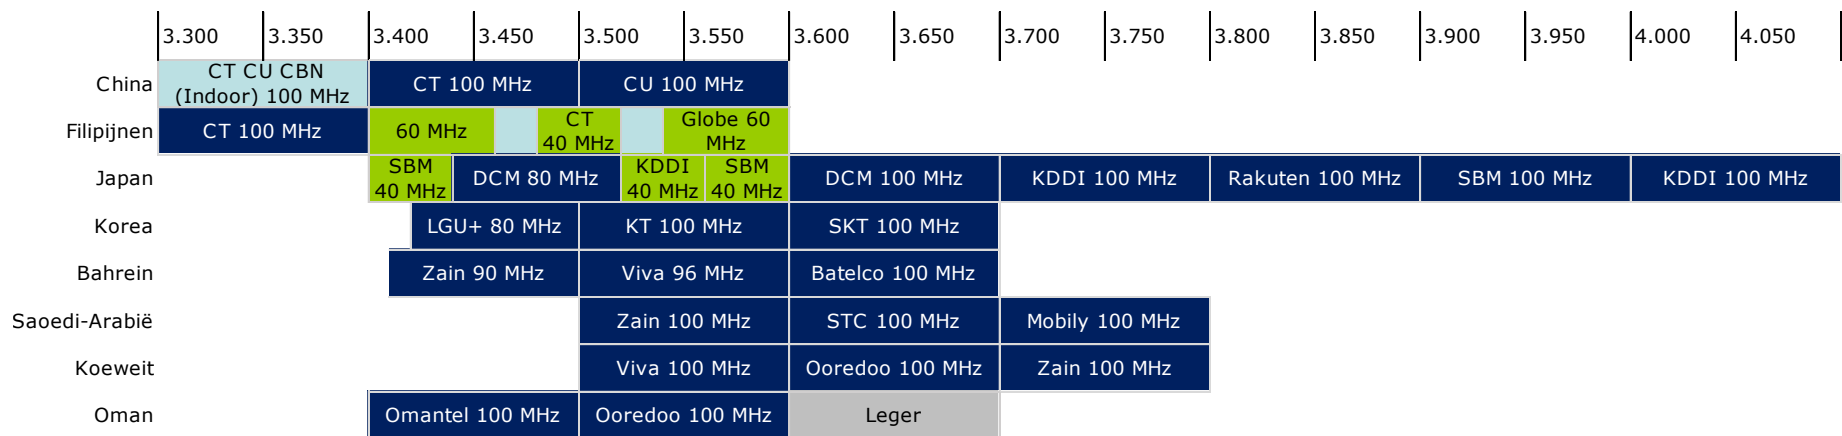 3.300 3.350 3.400 3.450 3.500 3.550 3.600 3.650 3.700 3.750 3.800 3.850 3.900 3.950 4.000 4.050
China
CT CU CBN
(Indoor) 100 MHz
CT 100 MHz
CU 100 MHz
Filipijnen
CT 100 MHz
60 MHz
CT
40 MHz
Globe 60
MHz
Japan
SBM
40 MHz
DCM 80 MHz
KDDI
40 MHz
SBM
40 MHz
DCM 100 MHz
KDDI 100 MHz
Rakuten 100 MHz
SBM 100 MHz
KDDI 100 MHz
Korea
LGU+ 80 MHz
KT 100 MHz
SKT 100 MHz
Bahrein
Zain 90 MHz
Viva 96 MHz
Batelco 100 MHz
Saoedi-Arabië
Zain 100 MHz
STC 100 MHz
Mobily 100 MHz
Koeweit
Viva 100 MHz
Ooredoo 100 MHz
Zain 100 MHz
Oman
Omantel 100 MHz
Ooredoo 100 MHz
Leger